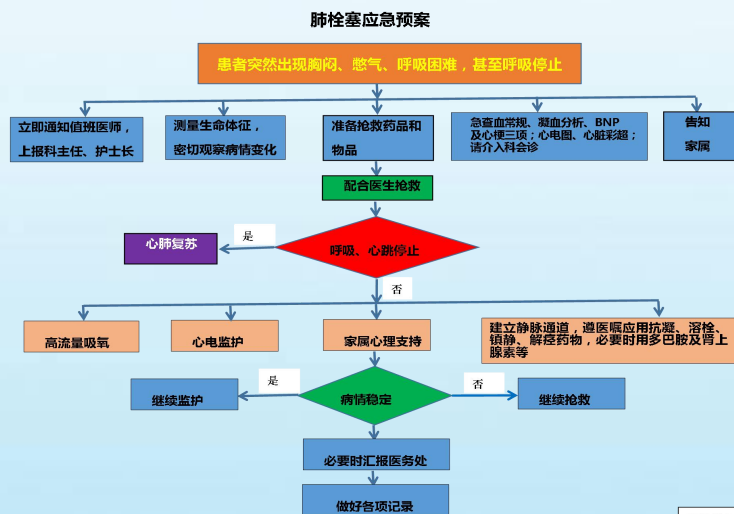 肺栓塞应急预案
患者突然出现胸闷、憋气、呼吸困难，甚至呼吸停止
立即通知值班医师，
上报科主任、护士长
测量生命体征，
密切观察病情变化
准备抢救药品和
物品
急查血常规、凝血分析、BNP
及心梗三项；心电图、心脏彩超；
请介入科会诊
告知
家属
配合医生抢救
呼吸、心跳停止
是
心肺复苏
否
高流量吸氧
心电监护
家属心理支持
建立静脉通道，遵医嘱应用抗凝、溶栓、
镇静、解痉药物，必要时用多巴胺及肾上
腺素等
病情稳定
是
继续监护
否
继续抢救
必要时汇报医务处
做好各项记录